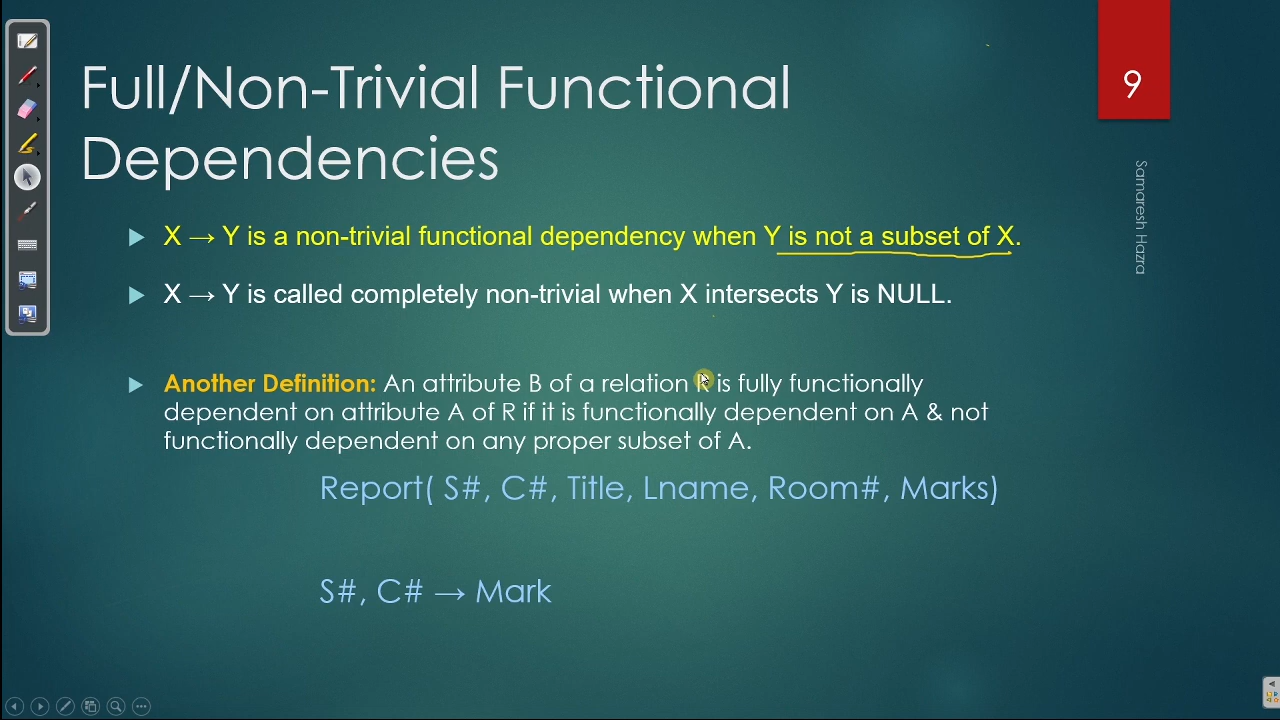 Full/Non-Trivial Functional
Dependencies
9
Samaresh Hazra
X → Y is a non-trivial functional dependency when Y is not a subset of X.
X → Y is called completely non-trivial when X intersects Y is NULL.
Another Definition: An attribute B of a relation R is fully functionally
dependent on attribute A of R if it is functionally dependent on A & not
functionally dependent on any proper subset of A.
Report( S#, C#, Title, Lname, Room#, Marks)
S#, C# → Mark